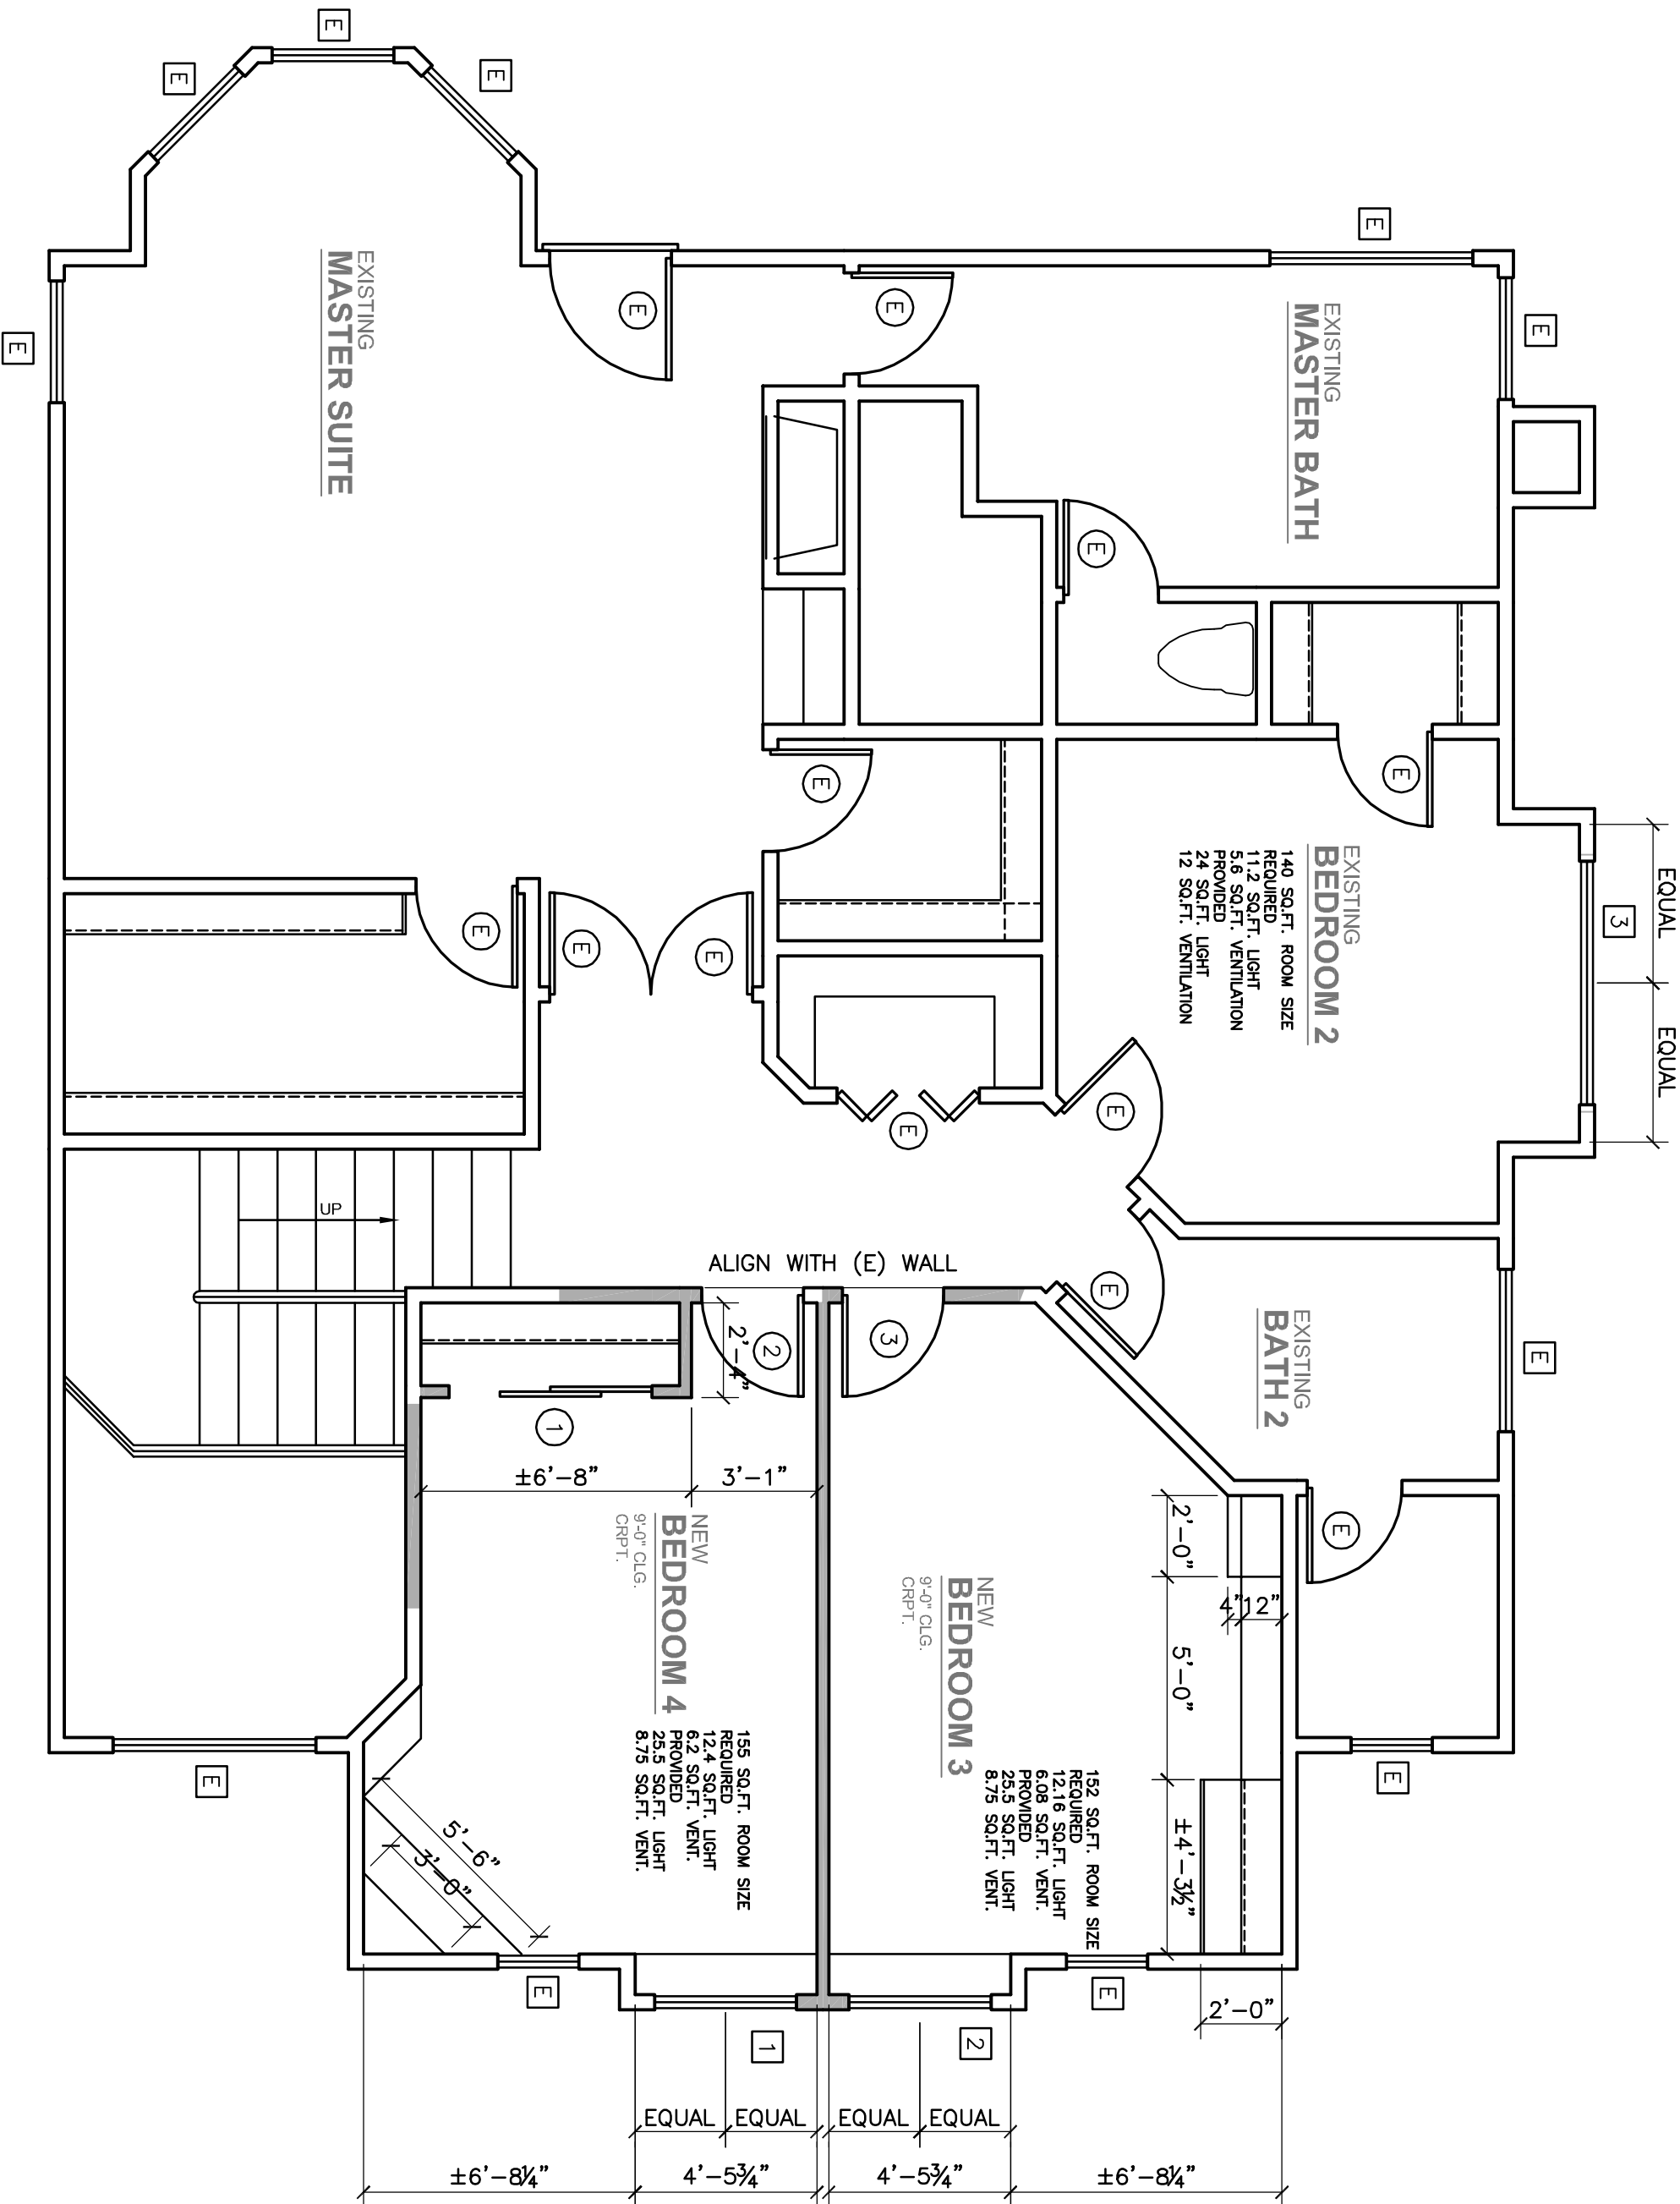 E
E
E
E
E
E
EXISTING
MASTER SUITE
E
E
EXISTING
MASTER BATH
E
E
E
E
E
E
E
E
EXISTING
BEDROOM 2
140 SQ.FT. ROOM SIZE
REQUIRED
11.2 SQ.FT. LIGHT
5.6 SQ.FT. VENTILATION
PROVIDED
24 SQ.FT. LIGHT
12 SQ.FT. VENTILATION
EQUAL
3
EQUAL
E
E
E
UP
ALIGN WITH (E) WALL
EXISTING
BATH 2
E
E
E
2'-4"
2
3
1
±6'-8"
3'-1"
NEW
BEDROOM 4
9'-0" CLG.
CRPT.
155 SQ.FT. ROOM SIZE
REQUIRED
12.4 SQ.FT. LIGHT
6.2 SQ.FT. VENT.
PROVIDED
25.5 SQ.FT. LIGHT
8.75 SQ.FT. VENT.
NEW
BEDROOM 3
9'-0" CLG.
CRPT.
152 SQ.FT. ROOM SIZE
REQUIRED
12.16 SQ.FT. LIGHT
6.08 SQ.FT. VENT.
PROVIDED
25.5 SQ.FT. LIGHT
8.75 SQ.FT. VENT.
2'-0"
4"
12"
5'-0"
±4'-3½"
5'-6"
3'-0"
E
E
E
2'-0"
1
2
EQUAL
EQUAL
EQUAL
EQUAL
±6'-8¼"
4'-5¾"
4'-5¾"
±6'-8¼"